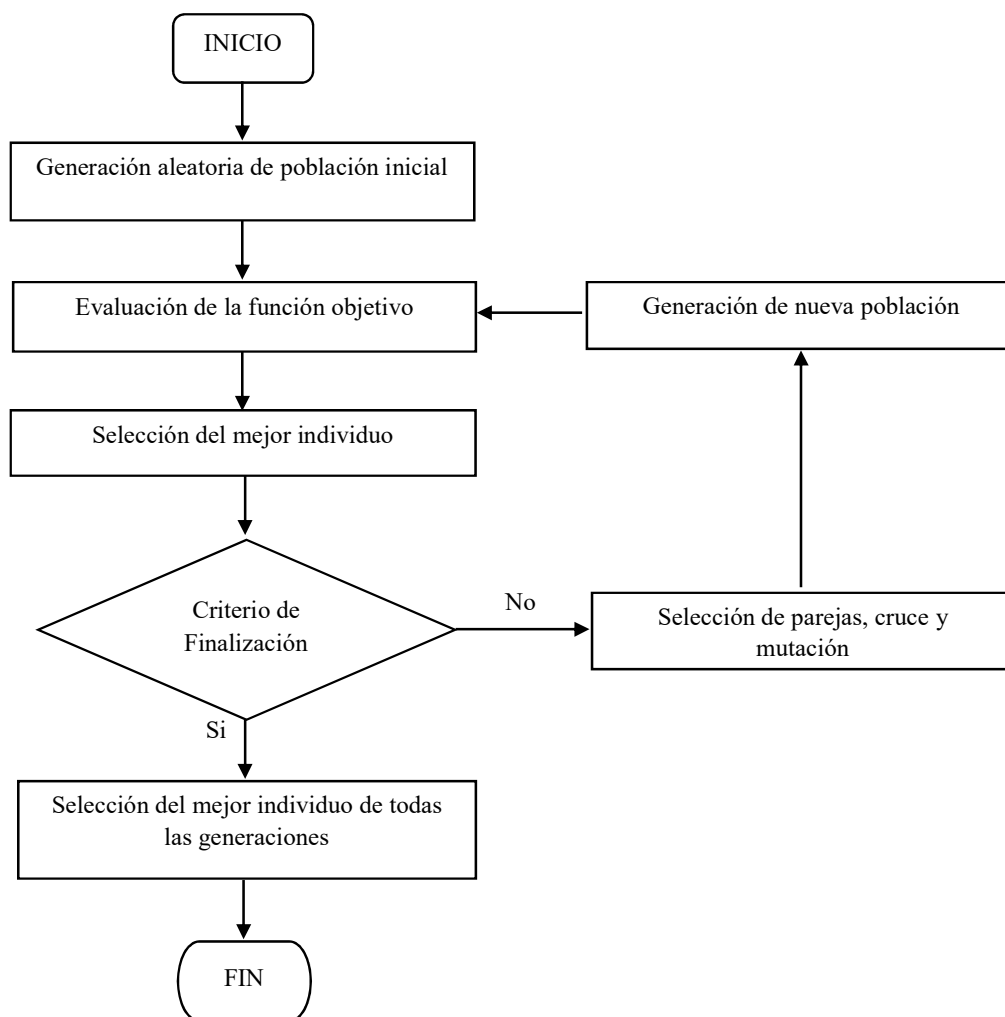 INICIO
Generación aleatoria de población inicial
Evaluación de la función objetivo
Generación de nueva población
Selección del mejor individuo
Criterio de
Finalización
No
Selección de parejas, cruce y
mutación
Si
Selección del mejor individuo de todas
las generaciones
FIN